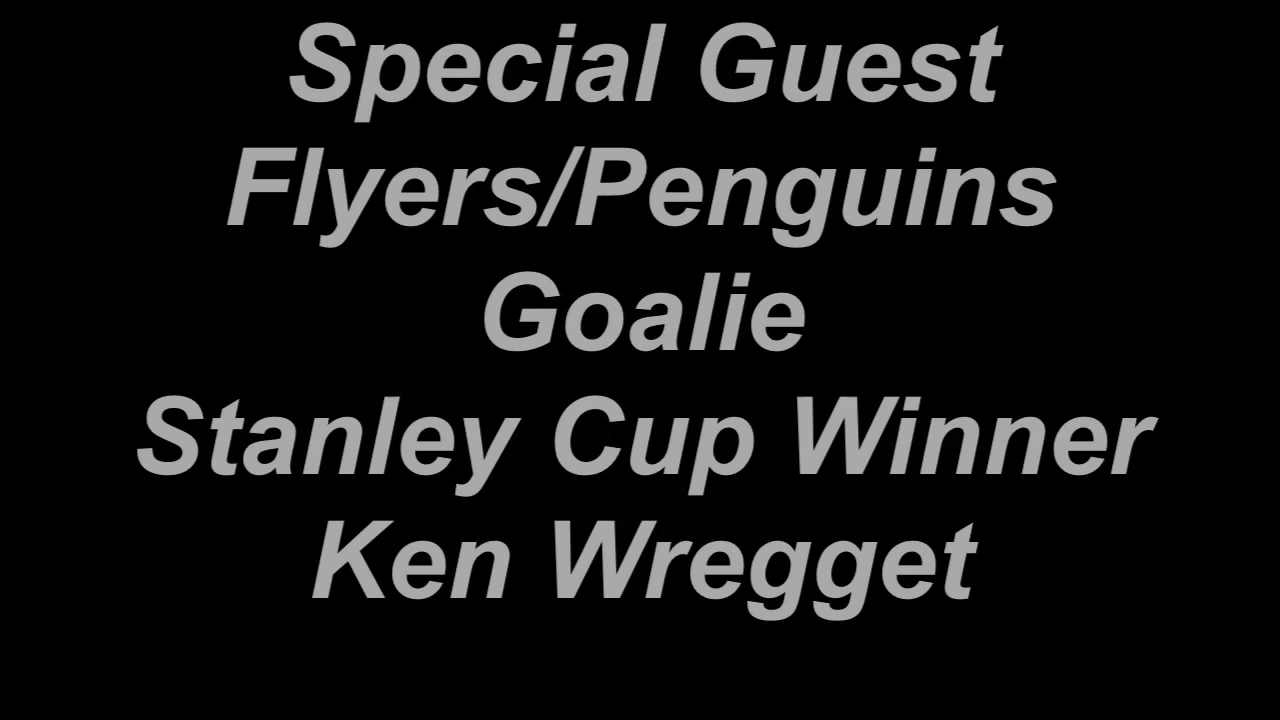 Special Guest
Flyers/Penguins
Goalie
Stanley Cup Winner
Ken Wregget